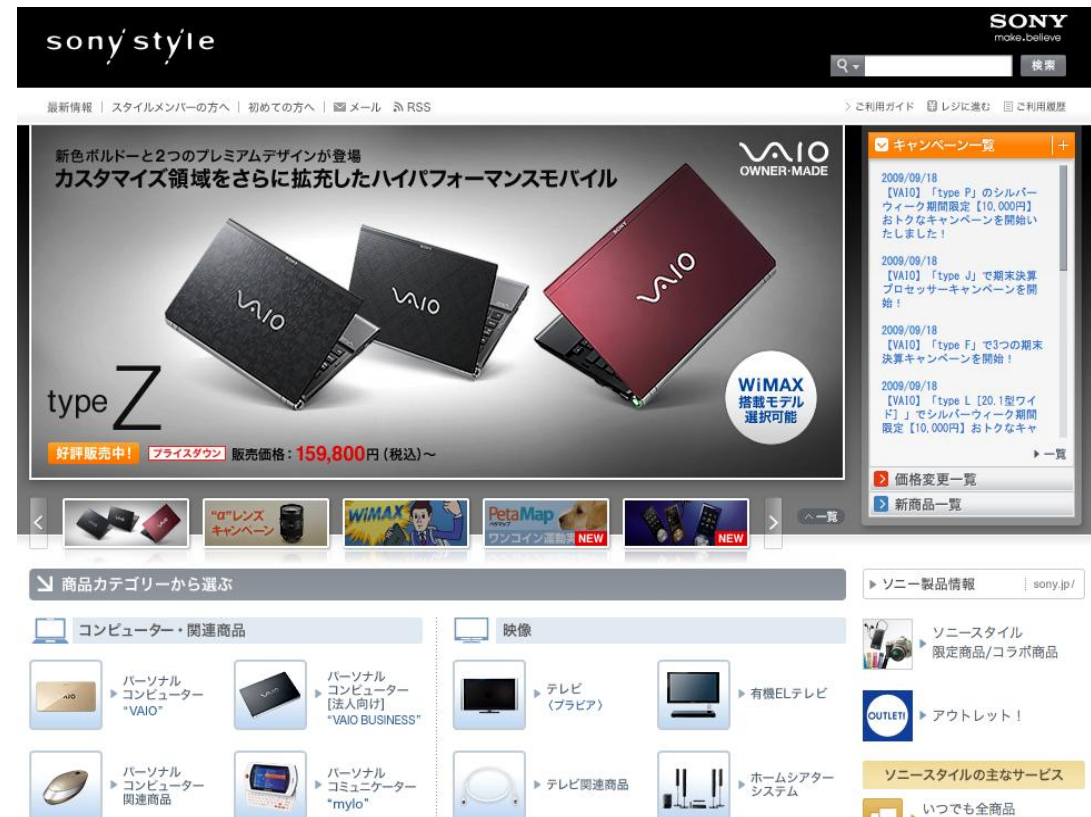 sony style
SONY
make.believe
検索
最新情報 | スタイルメンバーの方へ | 初めての方へ | メール RSS
ご利用ガイド レジに進む ご利用履歴
新色ボルドーと2つのプレミアムデザインが登場
カスタマイズ領域をさらに拡充したハイパフォーマンスモバイル
VAIO
OWNER・MADE
VAIO
VAIO
VAIO
type Z
WiMAX
搭載モデル
選択可能
好評販売中! プライスダウン 販売価格：159,800円（税込）～
キャンペーン一覧
2009/09/18
【VAIO】「type P」のシルバー
ウィーク期間限定【10,000円】
おトクなキャンペーンを開始い
たしました！
2009/09/18
【VAIO】「type J」で期末決算
プロセッサーキャンペーンを開
始！
2009/09/18
【VAIO】「type F」で3つの期末
決算キャンペーンを開始！
2009/09/18
【VAIO】「type L [20.1型ワイ
ド]」でシルバーウィーク期間
限定【10,000円】おトクなキャ
一覧
価格変更一覧
新商品一覧
"α"レンズ
キャンペーン
WiMAX
PetaMap
ペタマップ
ワンコイン運動実
NEW
NEW
一覧
商品カテゴリーから選ぶ
コンピューター・関連商品
映像
パーソナル
コンピューター
"VAIO"
パーソナル
コンピューター
[法人向け]
"VAIO BUSINESS"
テレビ
〈ブラビア〉
有機ELテレビ
パーソナル
コンピューター
関連商品
パーソナル
コミュニケーター
"mylo"
テレビ関連商品
ホームシアター
システム
ソニー製品情報 sony.jp/
ソニースタイル
限定商品/コラボ商品
OUTLET!
アウトレット！
ソニースタイルの主なサービス
いつでも全商品